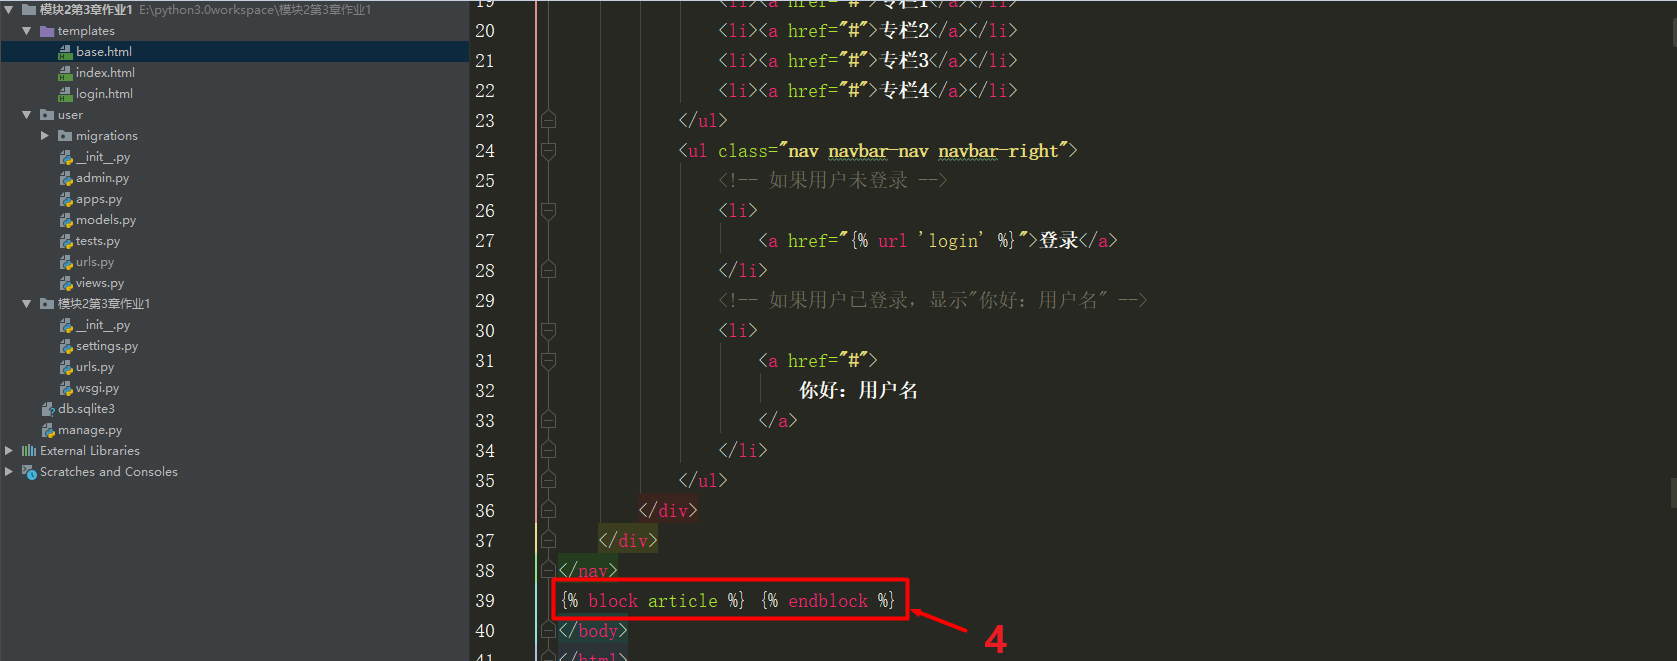 模块2第3章作业1 E:\python3.0workspace\模块2第3章作业1
templates
base.html
index.html
login.html
user
migrations
__init__.py
admin.py
apps.py
models.py
tests.py
urls.py
views.py
模块2第3章作业1
__init__.py
settings.py
urls.py
wsgi.py
db.sqlite3
manage.py
External Libraries
Scratches and Consoles
19 <li><a href="#">专栏1</a></li>
20 <li><a href="#">专栏2</a></li>
21 <li><a href="#">专栏3</a></li>
22 <li><a href="#">专栏4</a></li>
23 </ul>
24 <ul class="nav navbar-nav navbar-right">
25 <!-- 如果用户未登录 -->
26 <li>
27 <a href="{% url 'login' %}">登录</a>
28 </li>
29 <!-- 如果用户已登录，显示"你好：用户名" -->
30 <li>
31 <a href="#">
32 你好：用户名
33 </a>
34 </li>
35 </ul>
36 </div>
37 </div>
38 </nav>
39 {% block article %} {% endblock %}
40 </body>
41 </html>
4